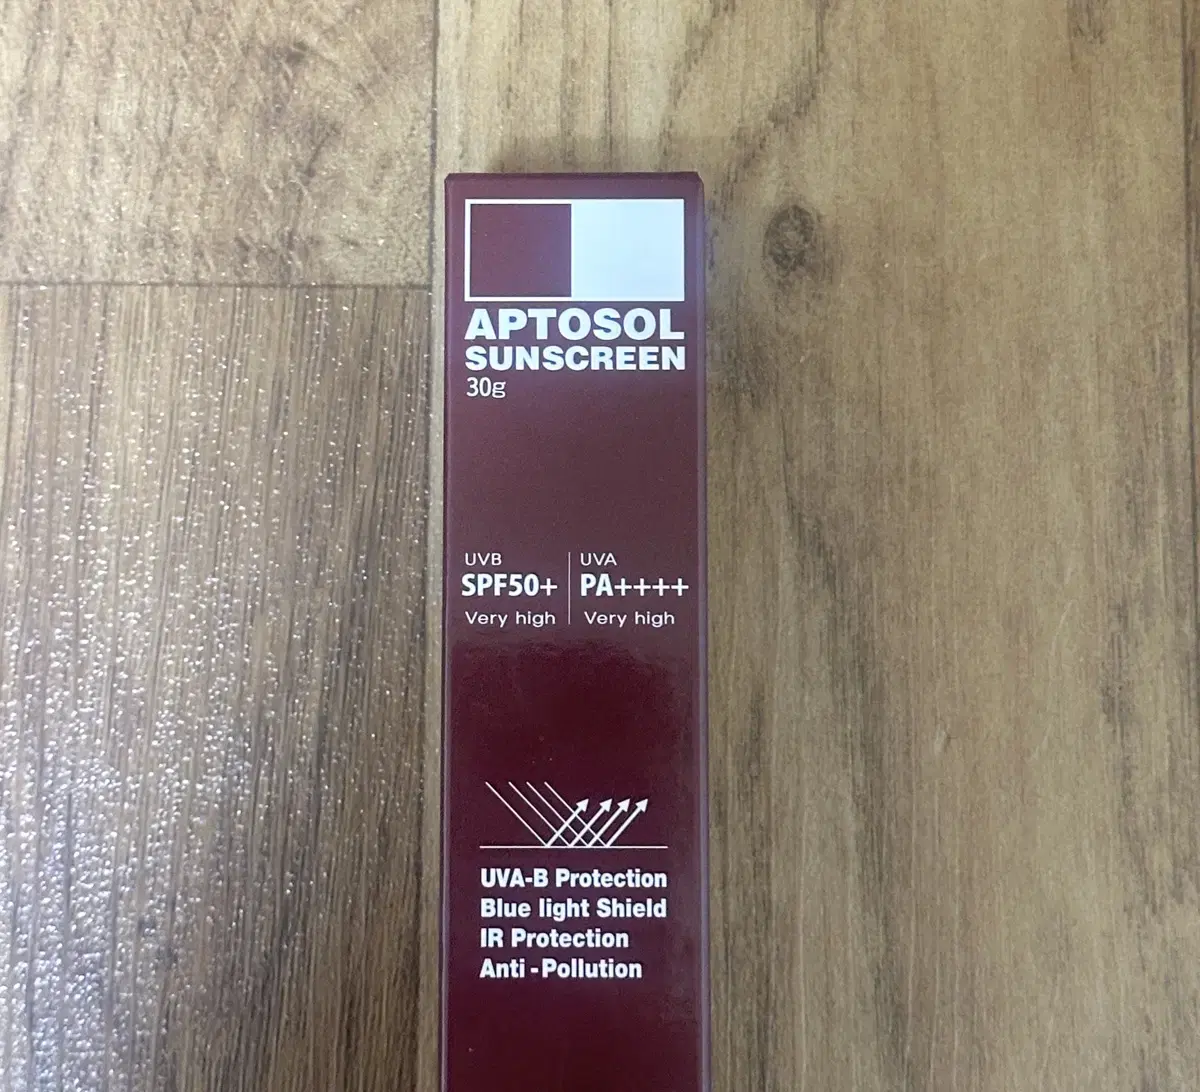 APTOSOL
SUNSCREEN
30g
UVB
SPF50+
Very high
UVA
PA++++
Very high
UVA-B Protection
Blue light Shield
IR Protection
Anti-Pollution